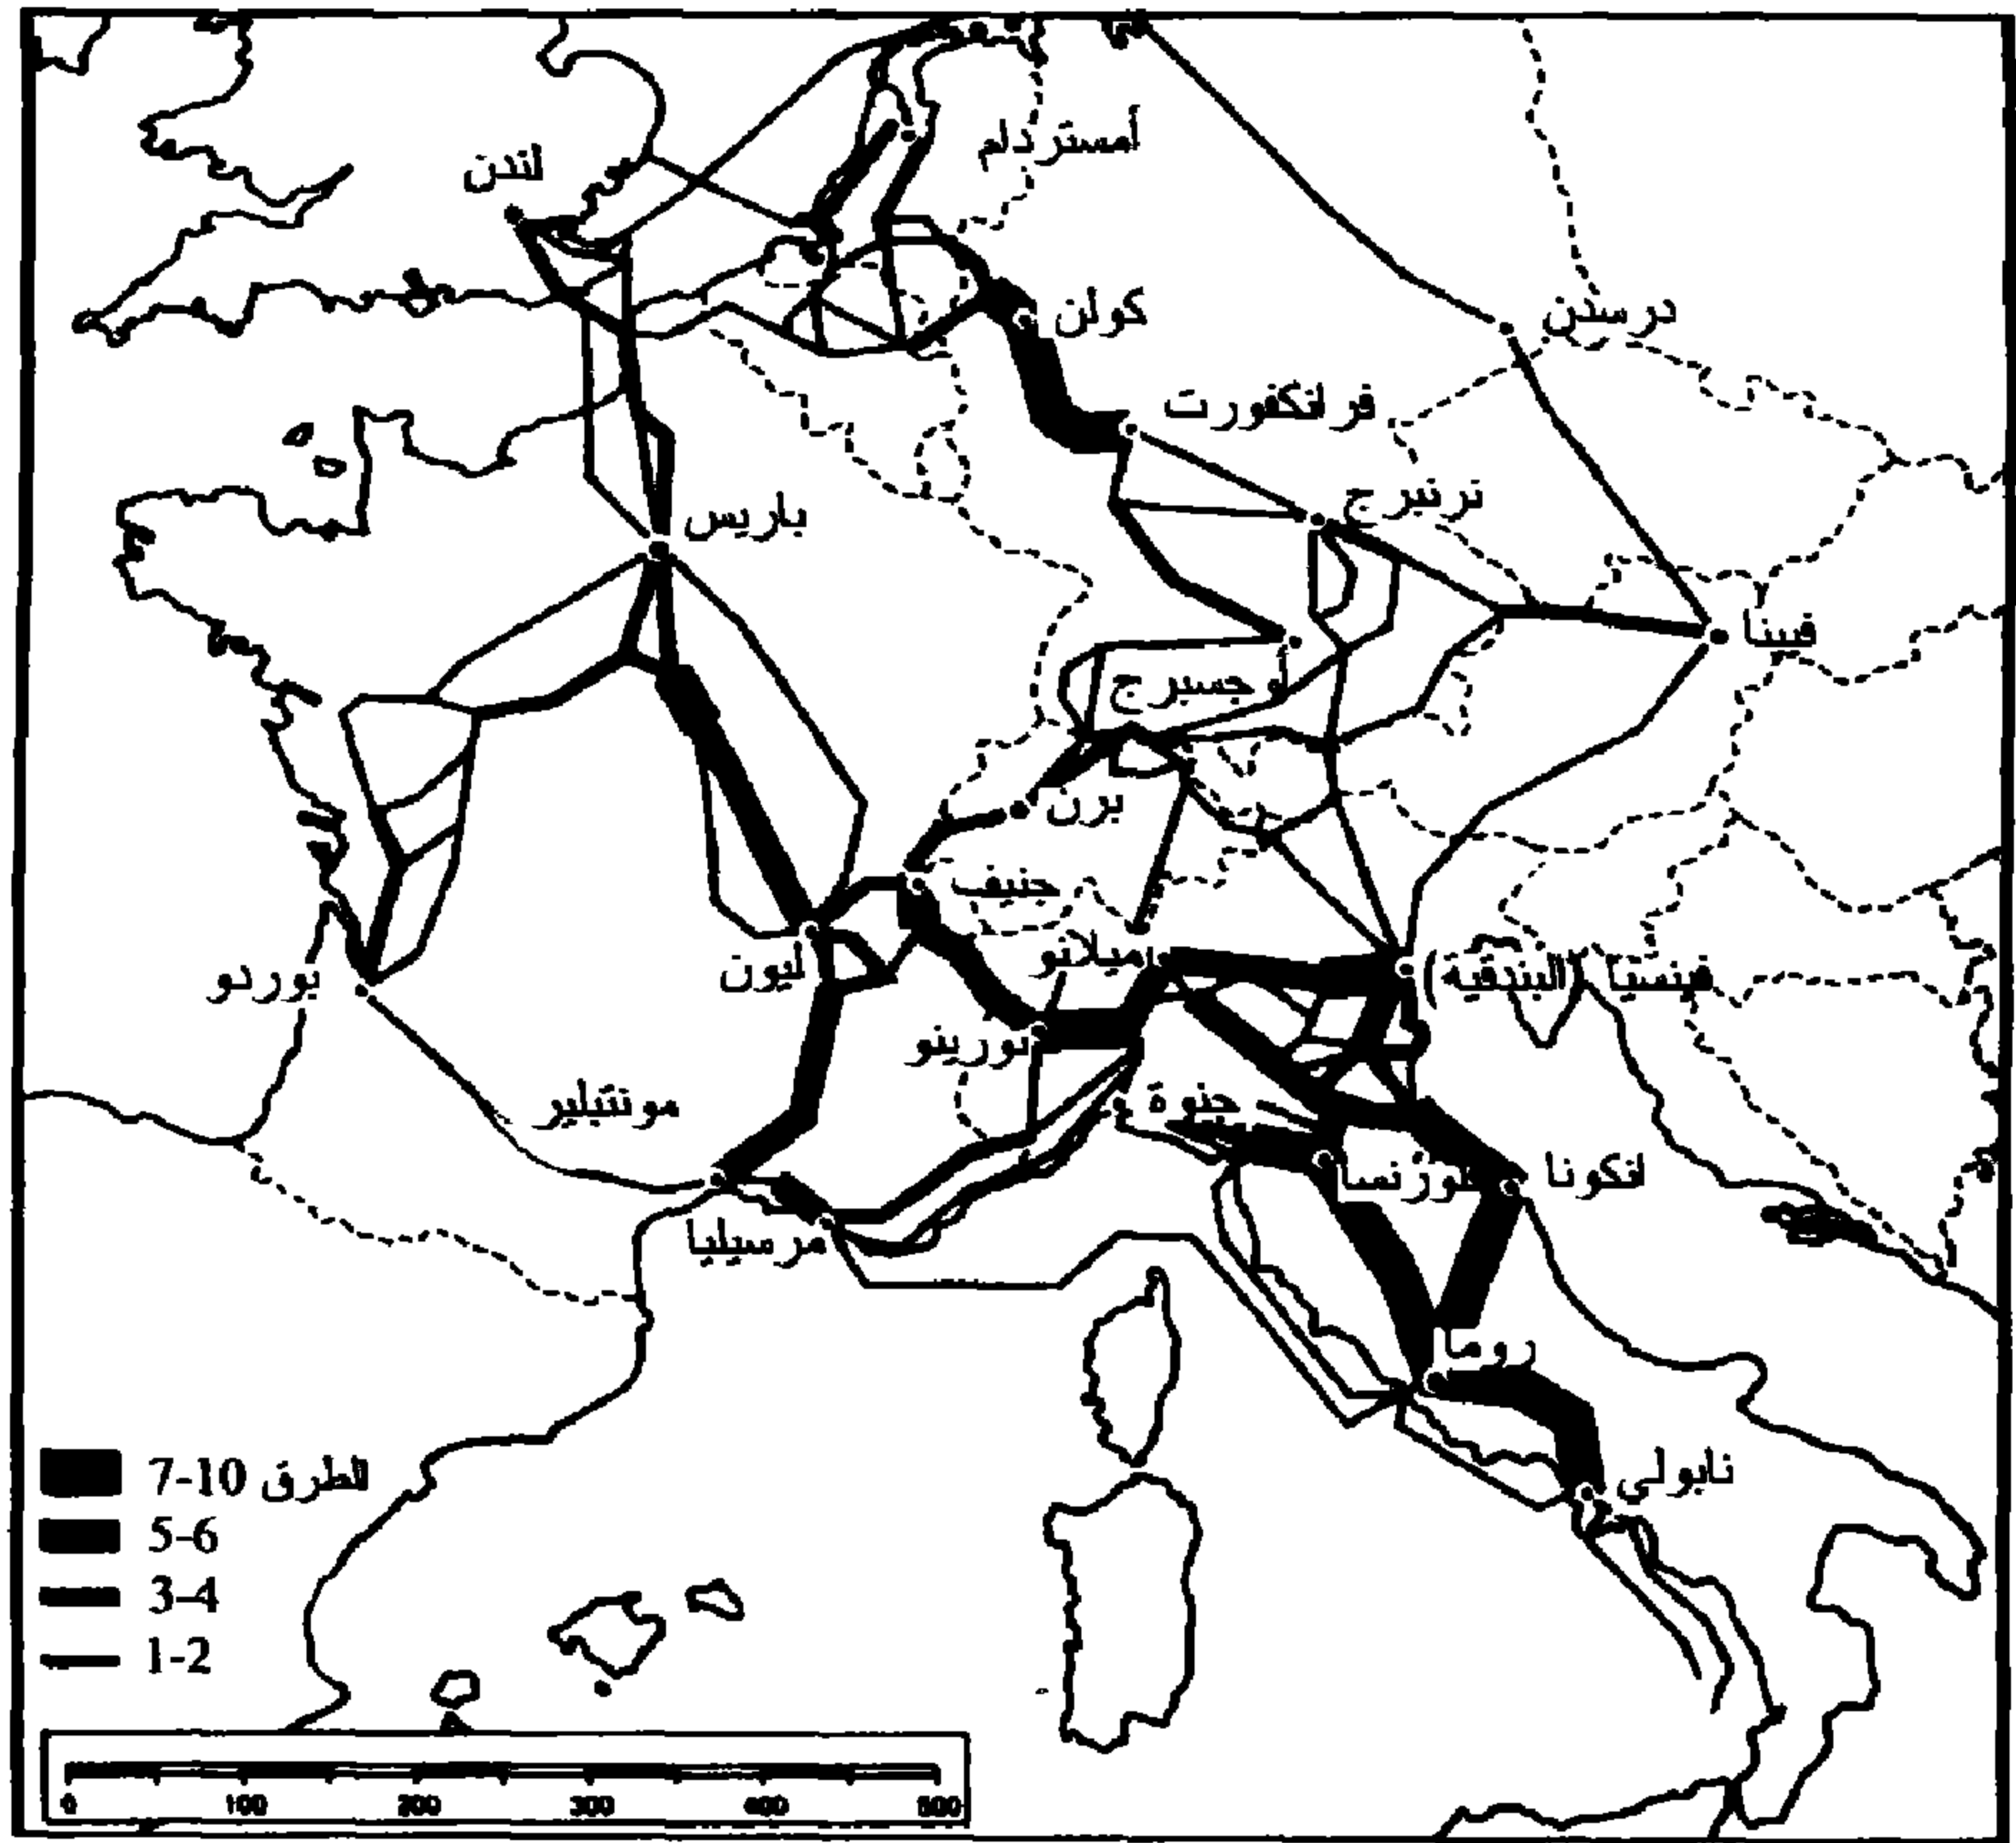 أمستردام
لندن
كولن
درسدن
فرانكفورت
نرنبرج
باريس
فيينا
أوجسبرج
برن
جنيف
ميلانو
فينسيا (البندقية)
ليون
بوردو
تورينو
جنوة
مونتبلير
فلورنسا
انكونا
مرسيليا
روما
نابولي
7-10 الطرق
5-6
3-4
1-2
0 100 200 300 400 500